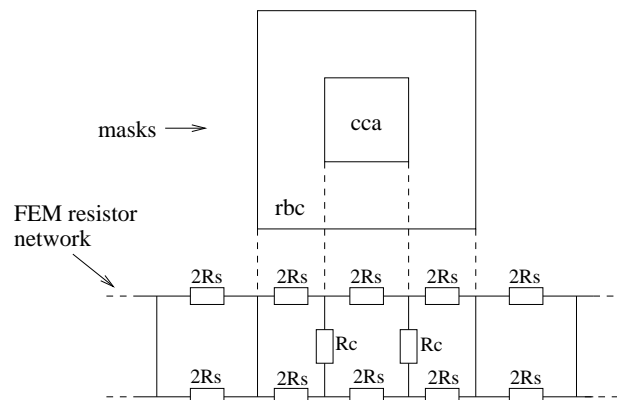 cca
masks
rbc
FEM resistor
network
2Rs 2Rs 2Rs 2Rs 2Rs
Rc Rc
2Rs 2Rs 2Rs 2Rs 2Rs